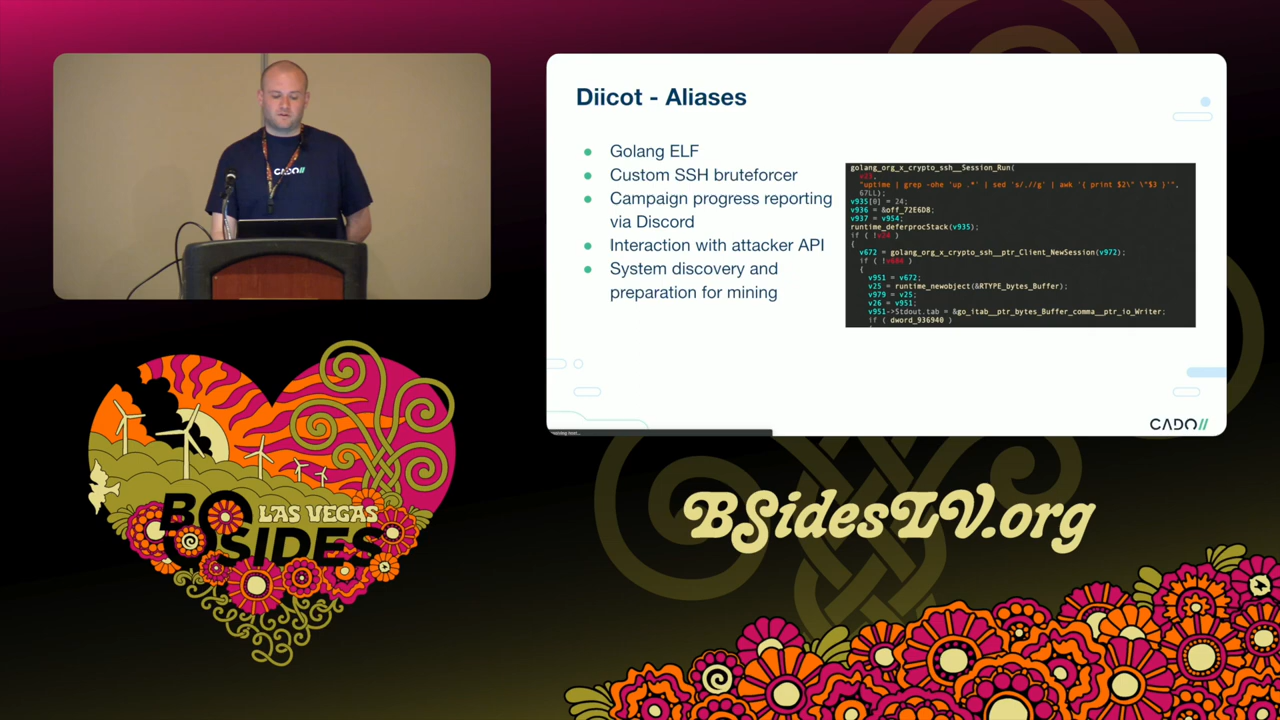 CADO//
Diicot - Aliases
Golang ELF
Custom SSH bruteforcer
Campaign progress reporting
via Discord
Interaction with attacker API
System discovery and
preparation for mining
golang_org_x_crypto_ssh__Session_Run(
"uptime | grep -ohe 'up .*' | sed 's/,//g' | awk '{ print $2\" \"$3 }'",
67LL);
v935[0] = 24;
v936 = &off_72E6D8;
v937 = v954;
runtime_deferprocStack(v935);
{
v672 = golang_org_x_crypto_ssh__ptr_Client_NewSession(v972);
{
v951 = v672;
v25 = runtime_newobject(&RTYPE_bytes_Buffer);
v979 = v25;
v26 = v951;
v951->Stdout.tab = &go_itab__ptr_bytes_Buffer_comma__ptr_io_Writer;
if ( dword_936940 )
CADO//
BSIDES
LAS VEGAS
BSidesLV.org